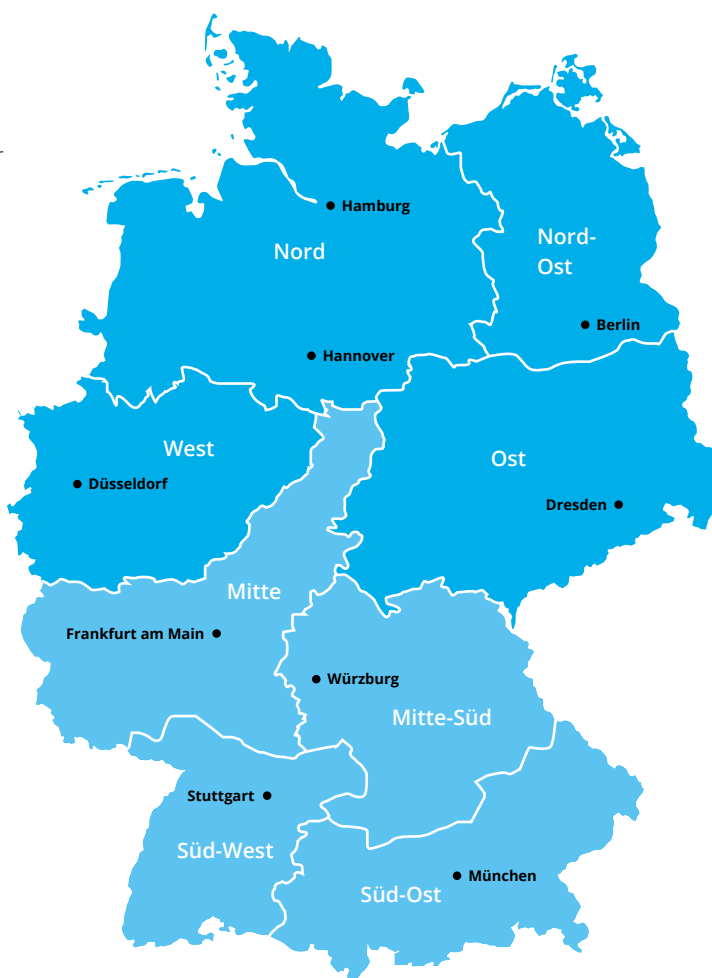 Hamburg
Nord
Nord-
Ost
Berlin
Hannover
West
Ost
Düsseldorf
Dresden
Mitte
Frankfurt am Main
Würzburg
Mitte-Süd
Stuttgart
Süd-West
München
Süd-Ost